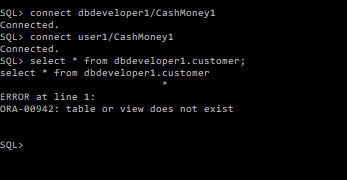 SQL> connect dbdeveloper1/CashMoney1
Connected.
SQL> connect user1/CashMoney1
Connected.
SQL> select * from dbdeveloper1.customer;
select * from dbdeveloper1.customer
*
ERROR at line 1:
ORA-00942: table or view does not exist
SQL>